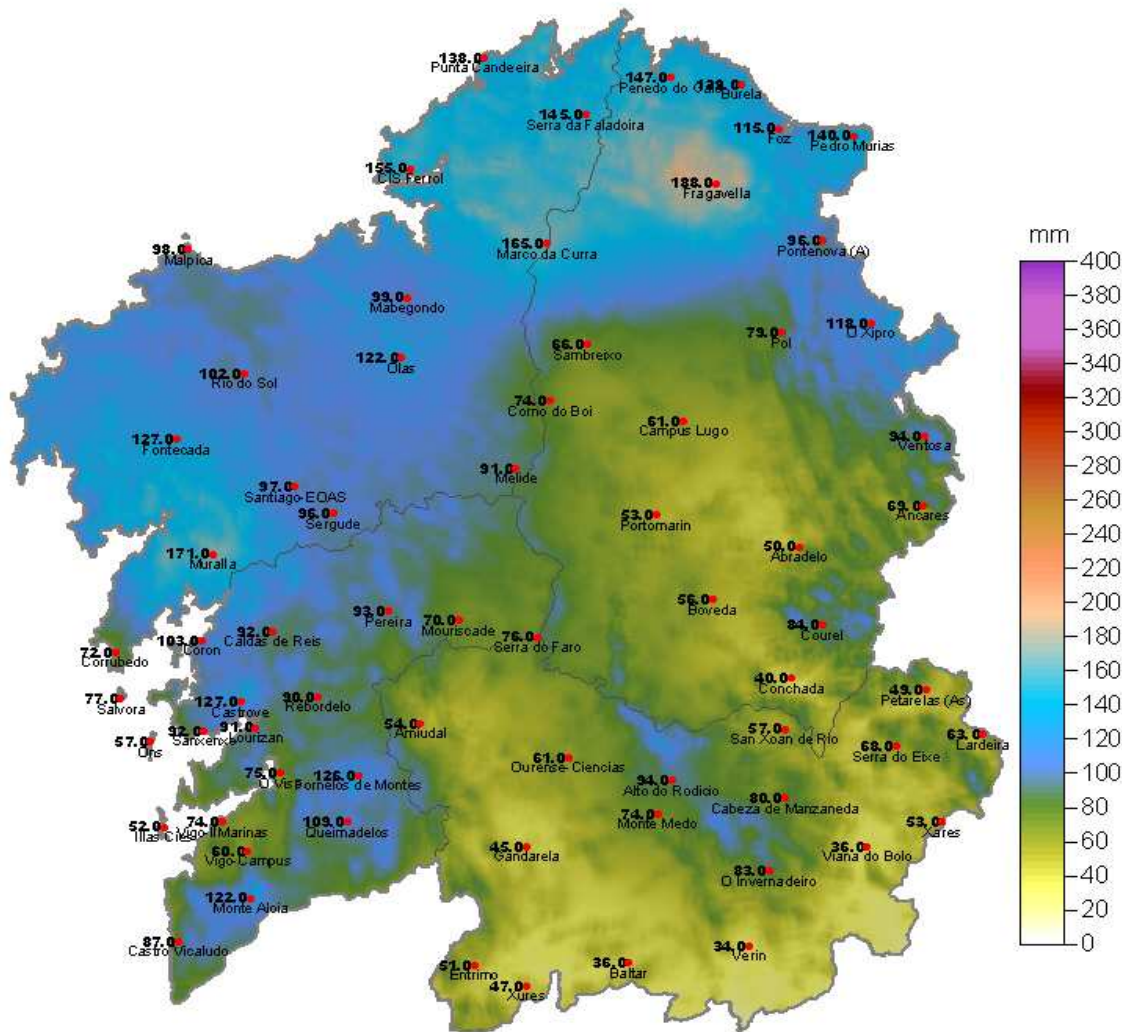 138.0
Punta Candeeira
147.0
Penedo do Galo
Burela
145.0
Serra da Faladoira
115.0
Foz
140.0
Pedro Murias
155.0
CIS Ferrol
188.0
Fragavella
98.0
Malpica
165.0
Marco da Curra
96.0
Pontenova (A)
mm
400
380
360
340
320
300
280
260
240
220
200
180
160
140
120
100
80
60
40
20
0
99.0
Mabegondo
118.0
O Xipro
79.0
Pol
66.0
Sambreixo
122.0
Olas
102.0
Rio do Sol
74.0
Corno do Boi
61.0
Campus Lugo
127.0
Fontecada
94.0
Ventosa
91.0
Melide
97.0
Santiago-EOAS
96.0
Sergude
69.0
Ancares
53.0
Portomarin
171.0
Muralla
50.0
Abradelo
56.0
Boveda
93.0
Pereira
70.0
Mouriscade
84.0
Courel
92.0
Caldas de Reis
103.0
Coron
76.0
Serra do Faro
72.0
Corrubedo
40.0
Conchada
49.0
Petarelas (As)
77.0
Salvora
127.0
Castrove
90.0
Rebordelo
54.0
Amiudal
92.0
Sanxenxo
91.0
Lourizan
57.0
San Xoan de Rio
63.0
Lardeira
57.0
Ons
68.0
Serra do Eixe
61.0
Ourense-Ciencias
75.0
126.0
Fornelos de Montes
94.0
Alto do Rodicio
80.0
Cabeza de Manzaneda
52.0
Illas Cies
74.0
109.0
Queimadelos
74.0
Monte Medo
53.0
Xares
60.0
Vigo-Campus
45.0
Gandarela
36.0
Viana do Bolo
83.0
O Invernadeiro
122.0
Monte Aloia
87.0
Castro Vicaludo
34.0
Verin
51.0
Entrimo
36.0
Baltar
47.0
Xures